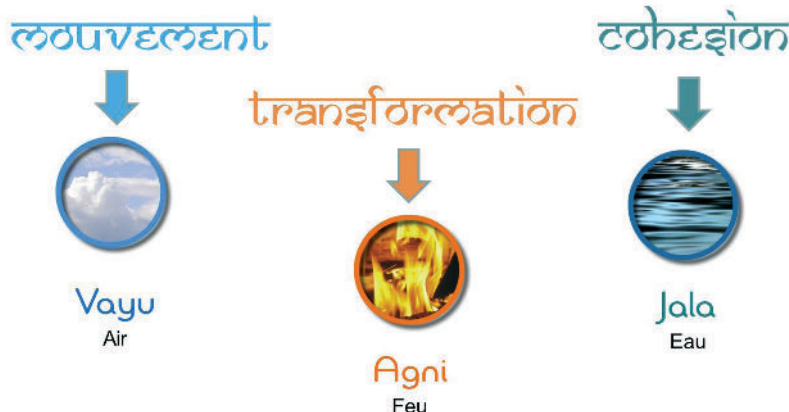 mouvement
cohesion
transformation
Vayu
Air
Jala
Eau
Agni
Feu